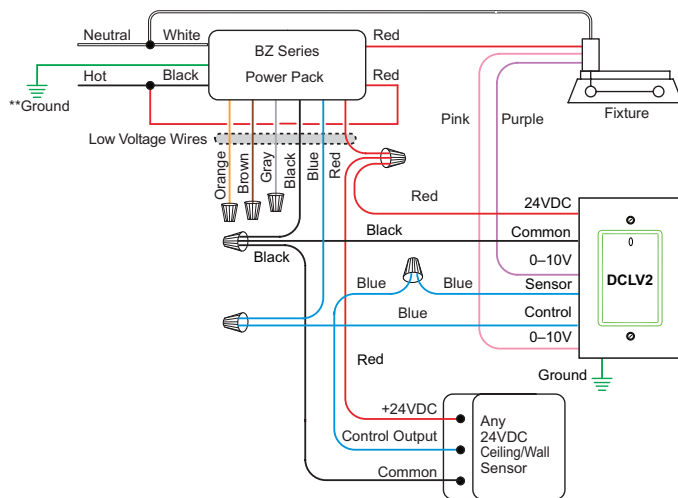 Neutral
White
BZ Series
Power Pack
Red
Hot
Black
Red
**Ground
Fixture
Low Voltage Wires
Pink
Purple
Orange
Brown
Gray
Black
Blue
Red
Red
24VDC
Black
Common
Black
0–10V
DCLV2
Blue
Blue
Sensor
Blue
Control
0–10V
Red
Ground
+24VDC
Any
24VDC
Ceiling/Wall
Sensor
Control Output
Common